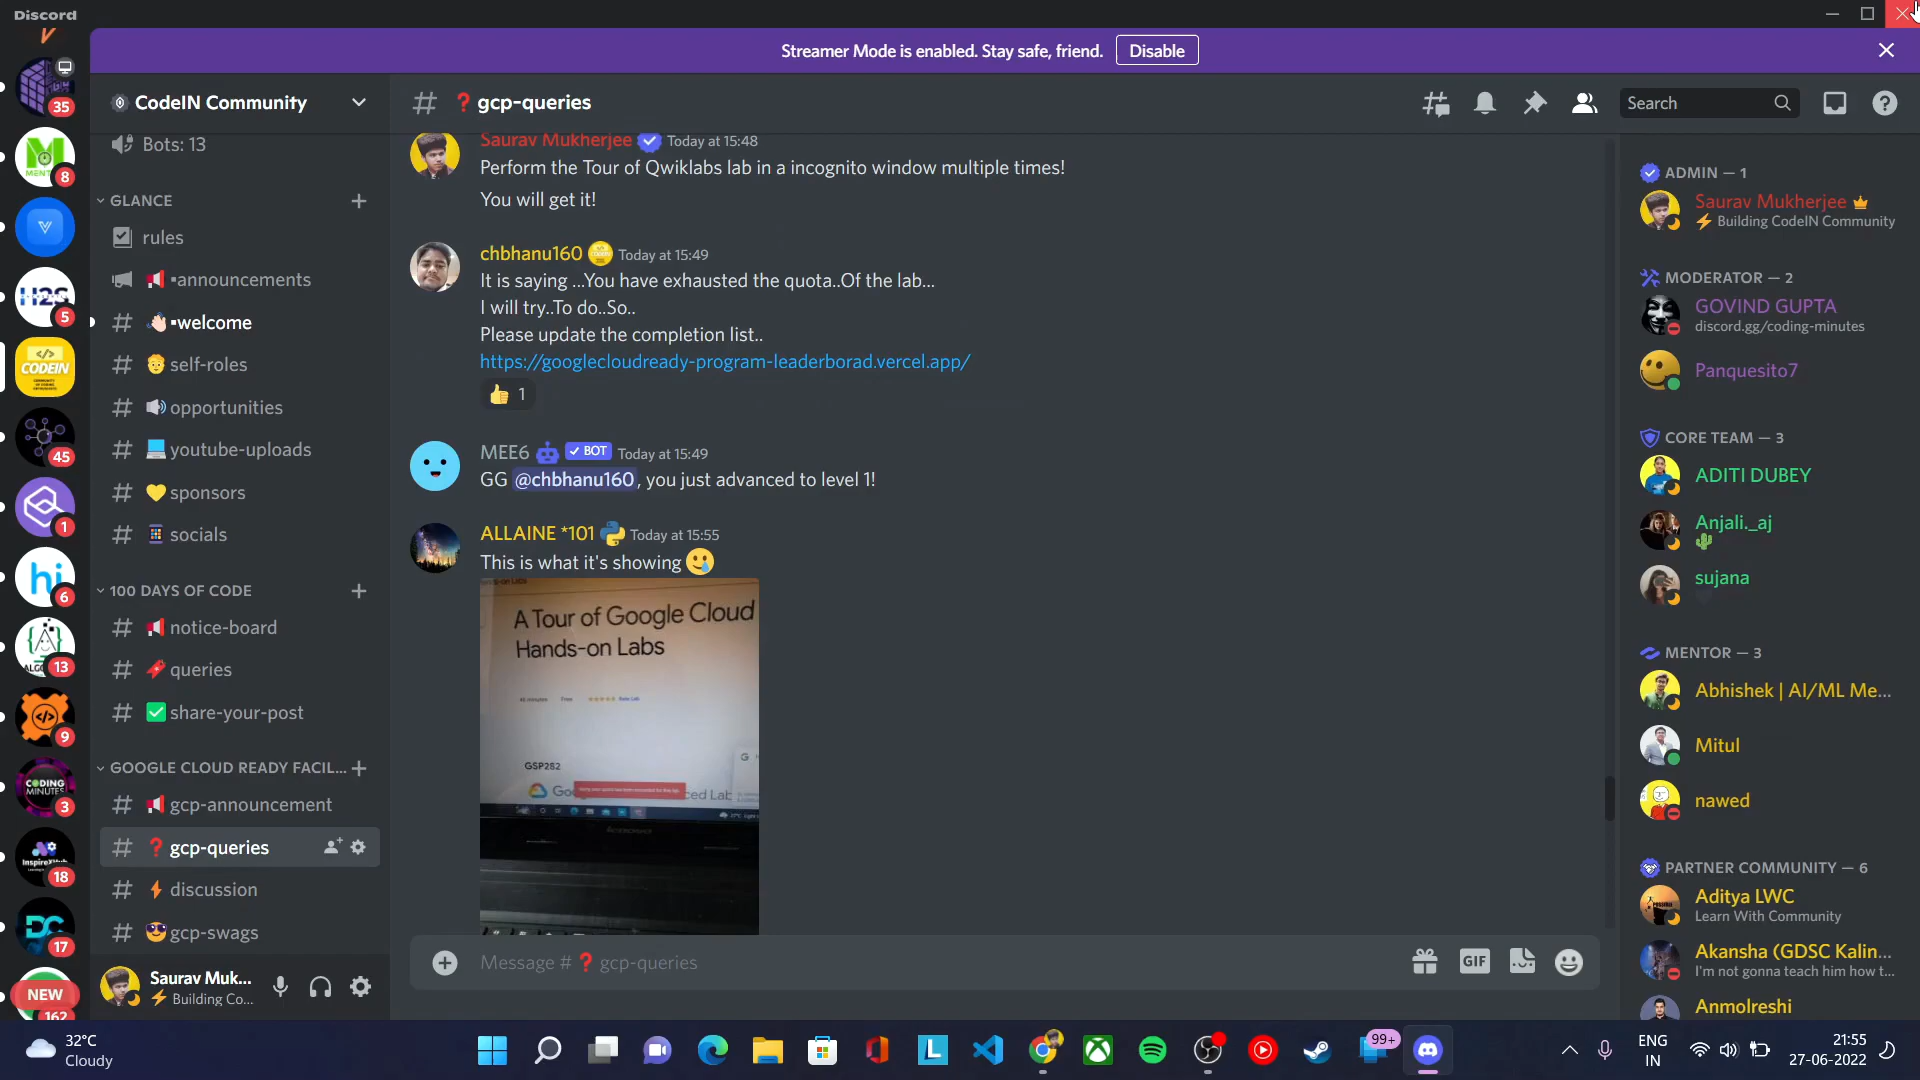 Discord
Streamer Mode is enabled. Stay safe, friend.
Disable
CodeIN Community
Bots: 13
GLANCE
rules
▪announcements
▪welcome
self-roles
opportunities
youtube-uploads
sponsors
socials
100 DAYS OF CODE
notice-board
queries
share-your-post
GOOGLE CLOUD READY FACIL...
gcp-announcement
gcp-queries
discussion
gcp-swags
Saurav Muk...
⚡ Building Co...
35
8
H2S
5
</>
CODEIN
45
1
hi
6
13
9
CODING
MINUTES
3
InspireXHub
18
DC
17
NEW
162
# ❓ gcp-queries
Search
Saurav Mukherjee Today at 15:48
Perform the Tour of Qwiklabs lab in a incognito window multiple times!
You will get it!
chbhanu160 Today at 15:49
It is saying ...You have exhausted the quota..Of the lab...
I will try..To do..So..
Please update the completion list..
https://googlecloudready-program-leaderborad.vercel.app/
👍 1
MEE6 ✓ BOT Today at 15:49
GG @chbhanu160, you just advanced to level 1!
ALLAINE *101 Today at 15:55
This is what it's showing 🥲
A Tour of Google Cloud
Hands-on Labs
GSP282
Message # ❓ gcp-queries
GIF
ADMIN — 1
Saurav Mukherjee
⚡ Building CodeIN Community
MODERATOR — 2
GOVIND GUPTA
discord.gg/coding-minutes
Panquesito7
CORE TEAM — 3
ADITI DUBEY
Anjali._aj
🌵
sujana
MENTOR — 3
Abhishek | AI/ML Me...
Mitul
nawed
PARTNER COMMUNITY — 6
Aditya LWC
Learn With Community
Akansha (GDSC Kalin...
I'm not gonna teach him how t...
Anmolreshi
32°C
Cloudy
99+
ENG
IN
21:55
27-06-2022